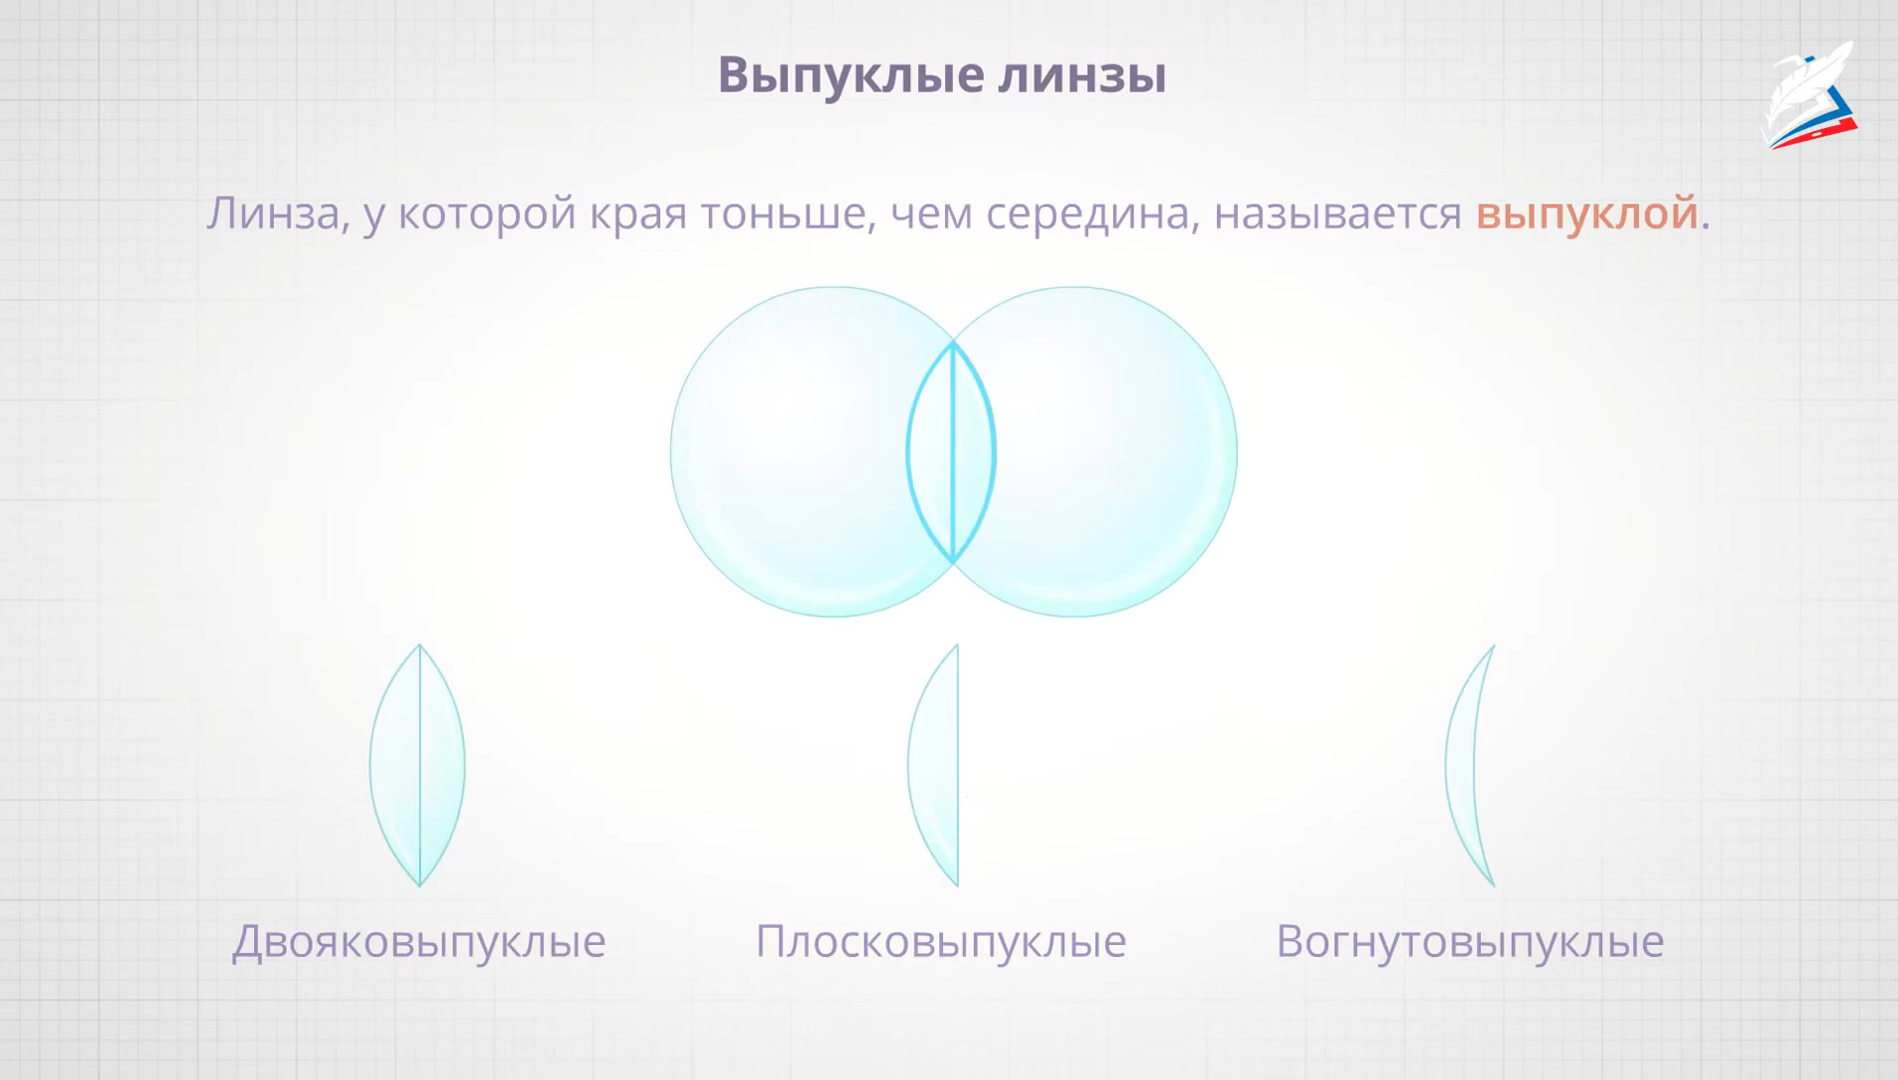 Выпуклые линзы
Линза, у которой края тоньше, чем середина, называется выпуклой.
Двояковыпуклые
Плосковыпуклые
Вогнутовыпуклые